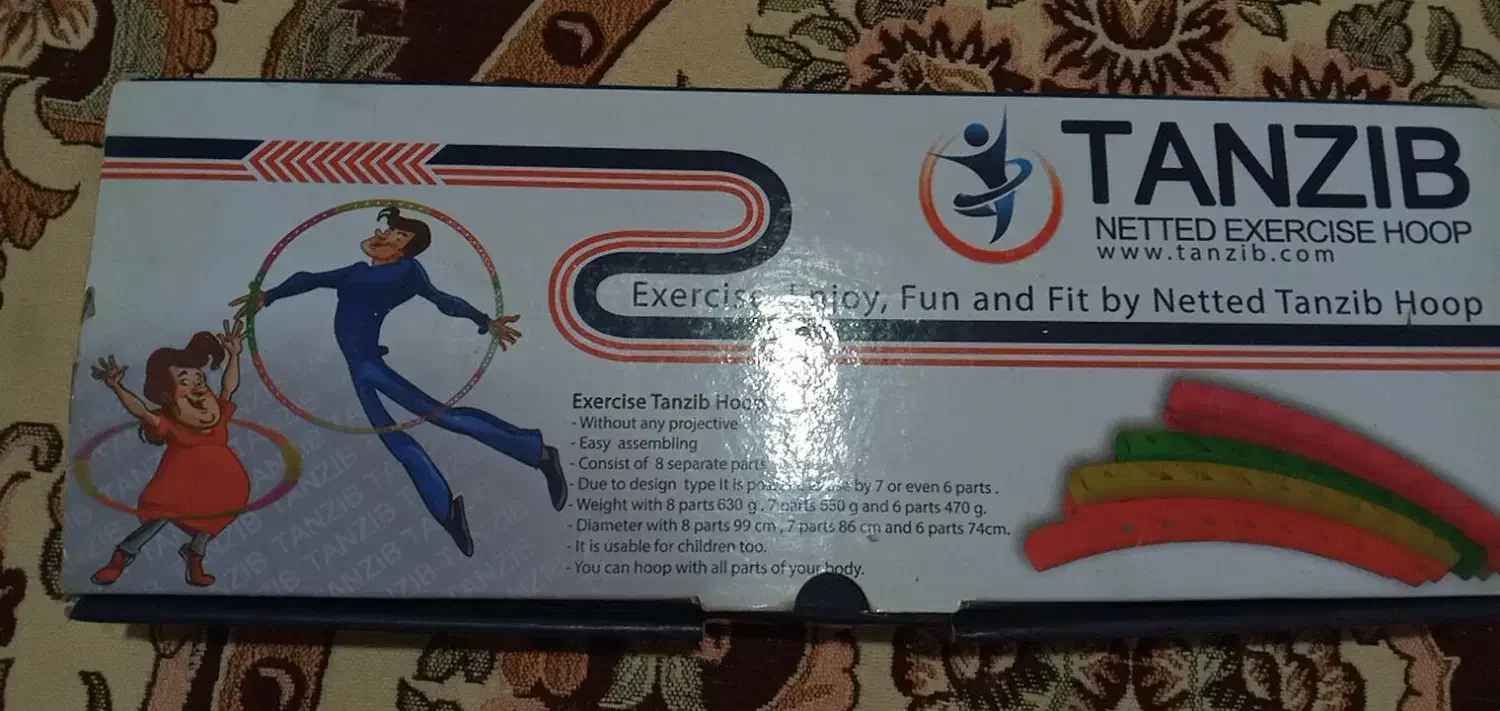 TANZIB
NETTED EXERCISE HOOP
www.tanzib.com
Exercise, Enjoy, Fun and Fit by Netted Tanzib Hoop
Exercise Tanzib Hoop
- Without any projective
- Easy assembling
- Consist of 8 separate parts
- Due to design type It is by 7 or even 6 parts .
- Weight with 8 parts 630 g . 7 parts 550 g and 6 parts 470 g.
- Diameter with 8 parts 99 cm , 7 parts 86 cm and 6 parts 74cm.
- It is usable for children too.
- You can hoop with all parts of your body.
TANZIB TANZIB TANZIB